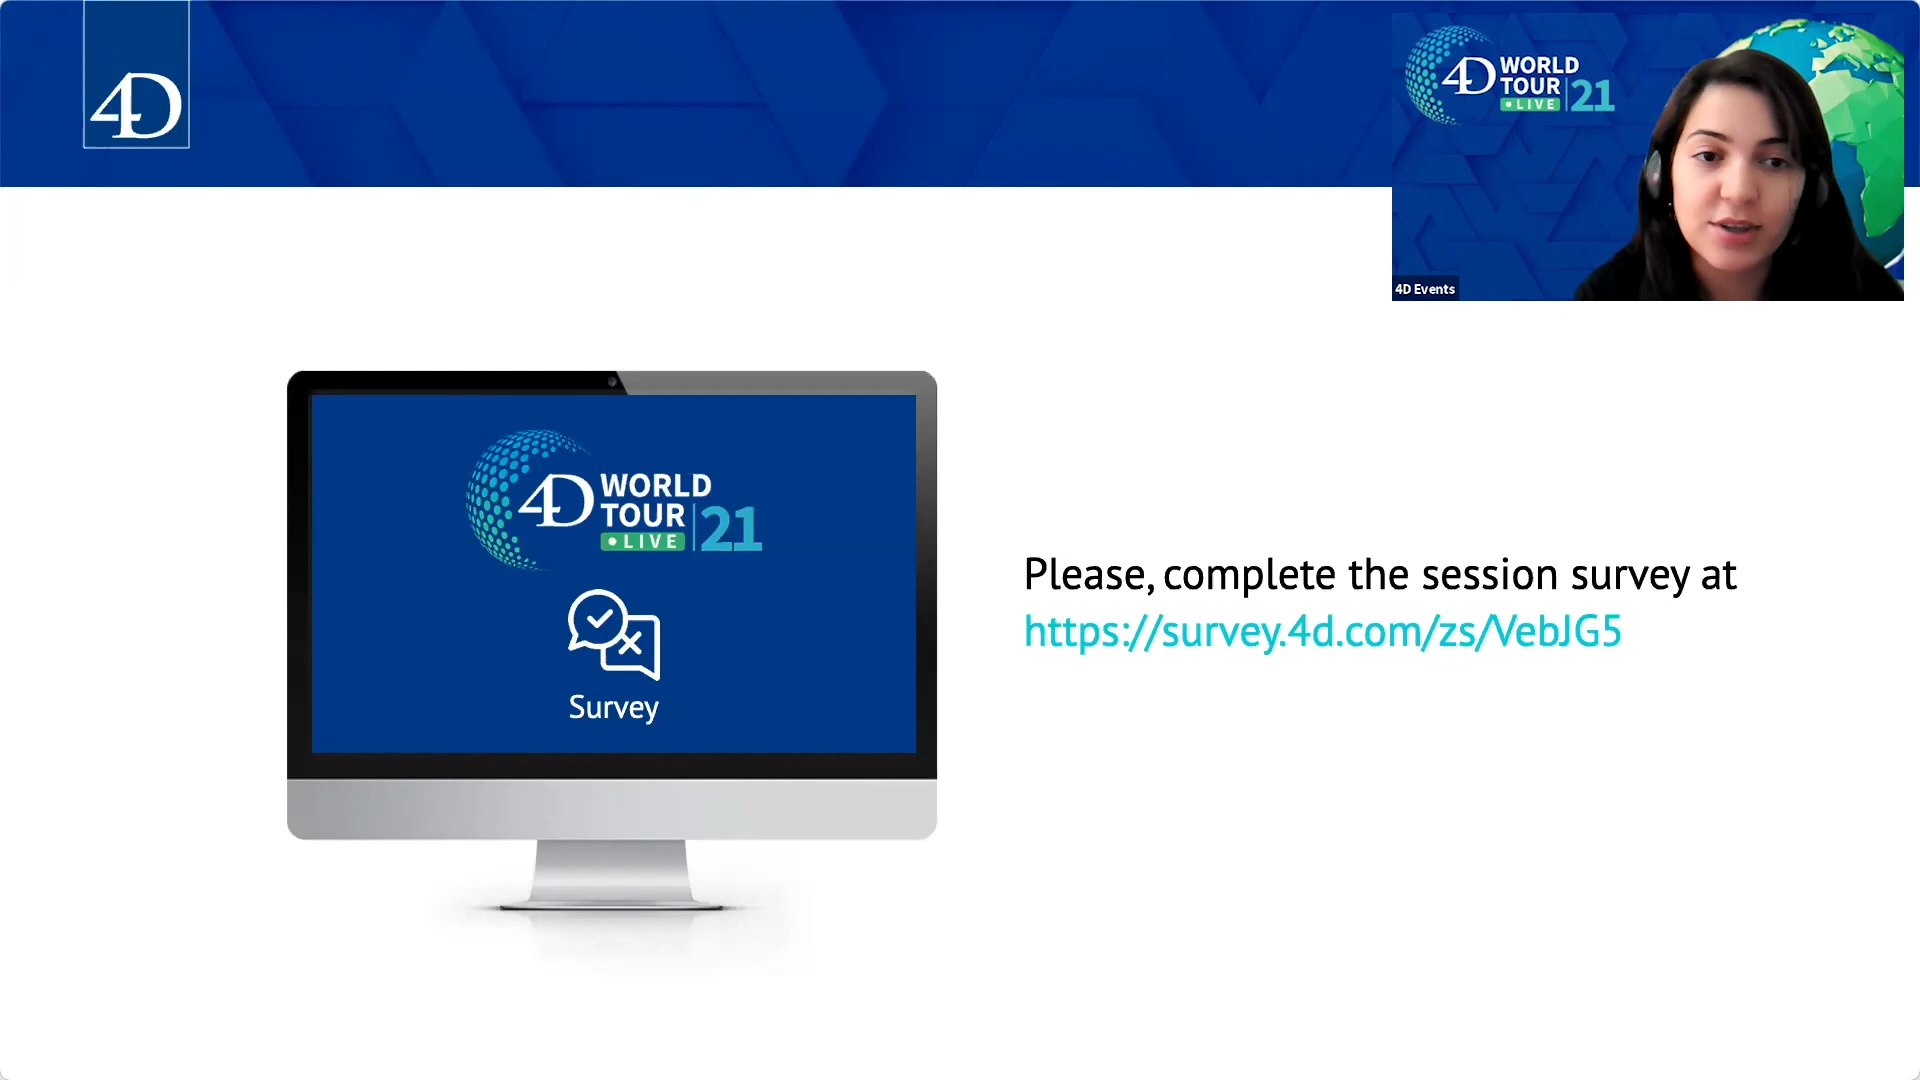 4D
4D WORLD
TOUR 21
LIVE
4D Events
4D WORLD
TOUR 21
LIVE
Survey
Please, complete the session survey at
https://survey.4d.com/zs/VebJG5